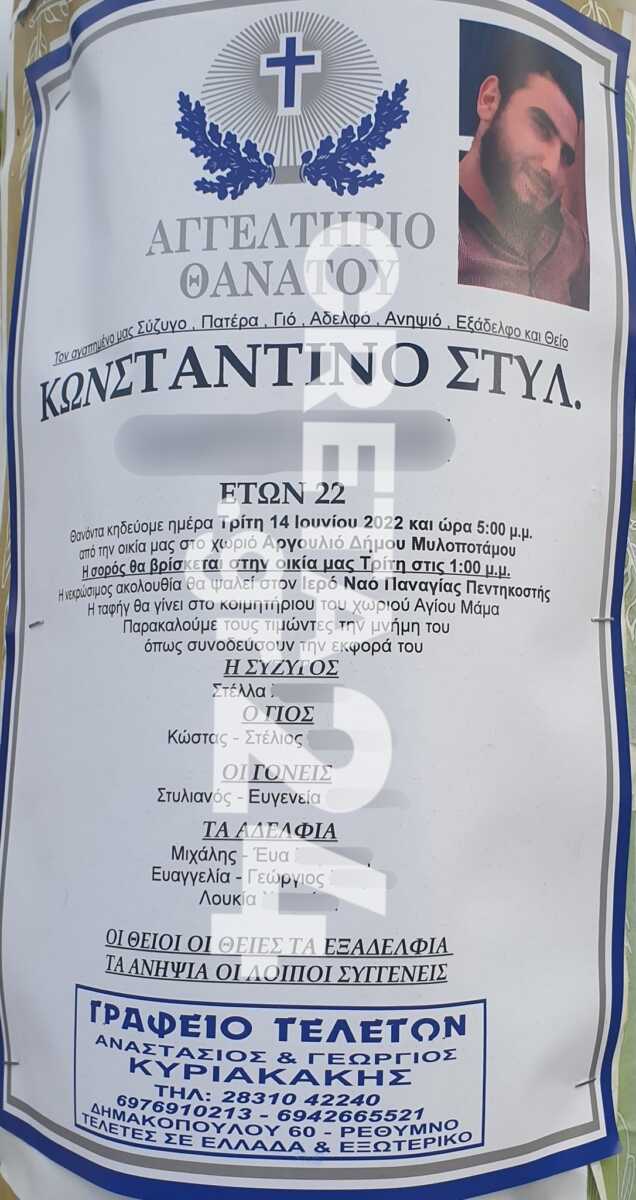 ΑΓΓΕΛΤΗΡΙΟ
ΘΑΝΑΤΟΥ
Τον αγαπημένο μας Σύζυγο , Πατέρα , Γιό , Αδελφό , Ανηψιό , Εξάδελφο και Θείο
ΚΩΝΣΤΑΝΤΙΝΟ ΣΤΥΛ.
ΕΤΩΝ 22
Θανόντα κηδεύομε ημέρα Τρίτη 14 Ιουνίου 2022 και ώρα 5:00 μ.μ.
από την οικία μας στο χωριό Αργουλιό Δήμου Μυλοποτάμου
Η σορός θα βρίσκεται στην οικία μας Τρίτη στις 1:00 μ.μ.
Η νεκρώσιμος ακολουθία θα ψαλεί στον Ιερό Ναό Παναγίας Πεντηκοστής
Η ταφήγ θα γίνει στο κοιμητήριου του χωριού Αγίου Μάμα
Παρακαλούμε τους τιμώντες την μνήμη του
όπως συνοδεύσουν την εκφορά του
Η ΣΥΖΥΓΟΣ
Στέλλα
Ο ΓΙΟΣ
Κώστας - Στέλιος
ΟΙ ΓΟΝΕΙΣ
Στυλιανός - Ευγενεία
ΤΑ ΑΔΕΛΦΙΑ
Μιχάλης - Έυα
Ευαγγελία - Γεώργιος
Λουκία
ΟΙ ΘΕΙΟΙ ΟΙ ΘΕΙΕΣ ΤΑ ΕΞΑΔΕΛΦΙΑ
ΤΑ ΑΝΗΨΙΑ ΟΙ ΛΟΙΠΟΙ ΣΥΓΓΕΝΕΙΣ
ΓΡΑΦΕΙΟ ΤΕΛΕΤΩΝ
ΑΝΑΣΤΑΣΙΟΣ & ΓΕΩΡΓΙΟΣ
ΚΥΡΙΑΚΑΚΗΣ
ΤΗΛ: 28310 42240
6976910213 - 6942665521
ΔΗΜΑΚΟΠΟΥΛΟΥ 60 - ΡΕΘΥΜΝΟ
ΤΕΛΕΤΕΣ ΣΕ ΕΛΛΑΔΑ & ΕΞΩΤΕΡΙΚΟ
CRETA24